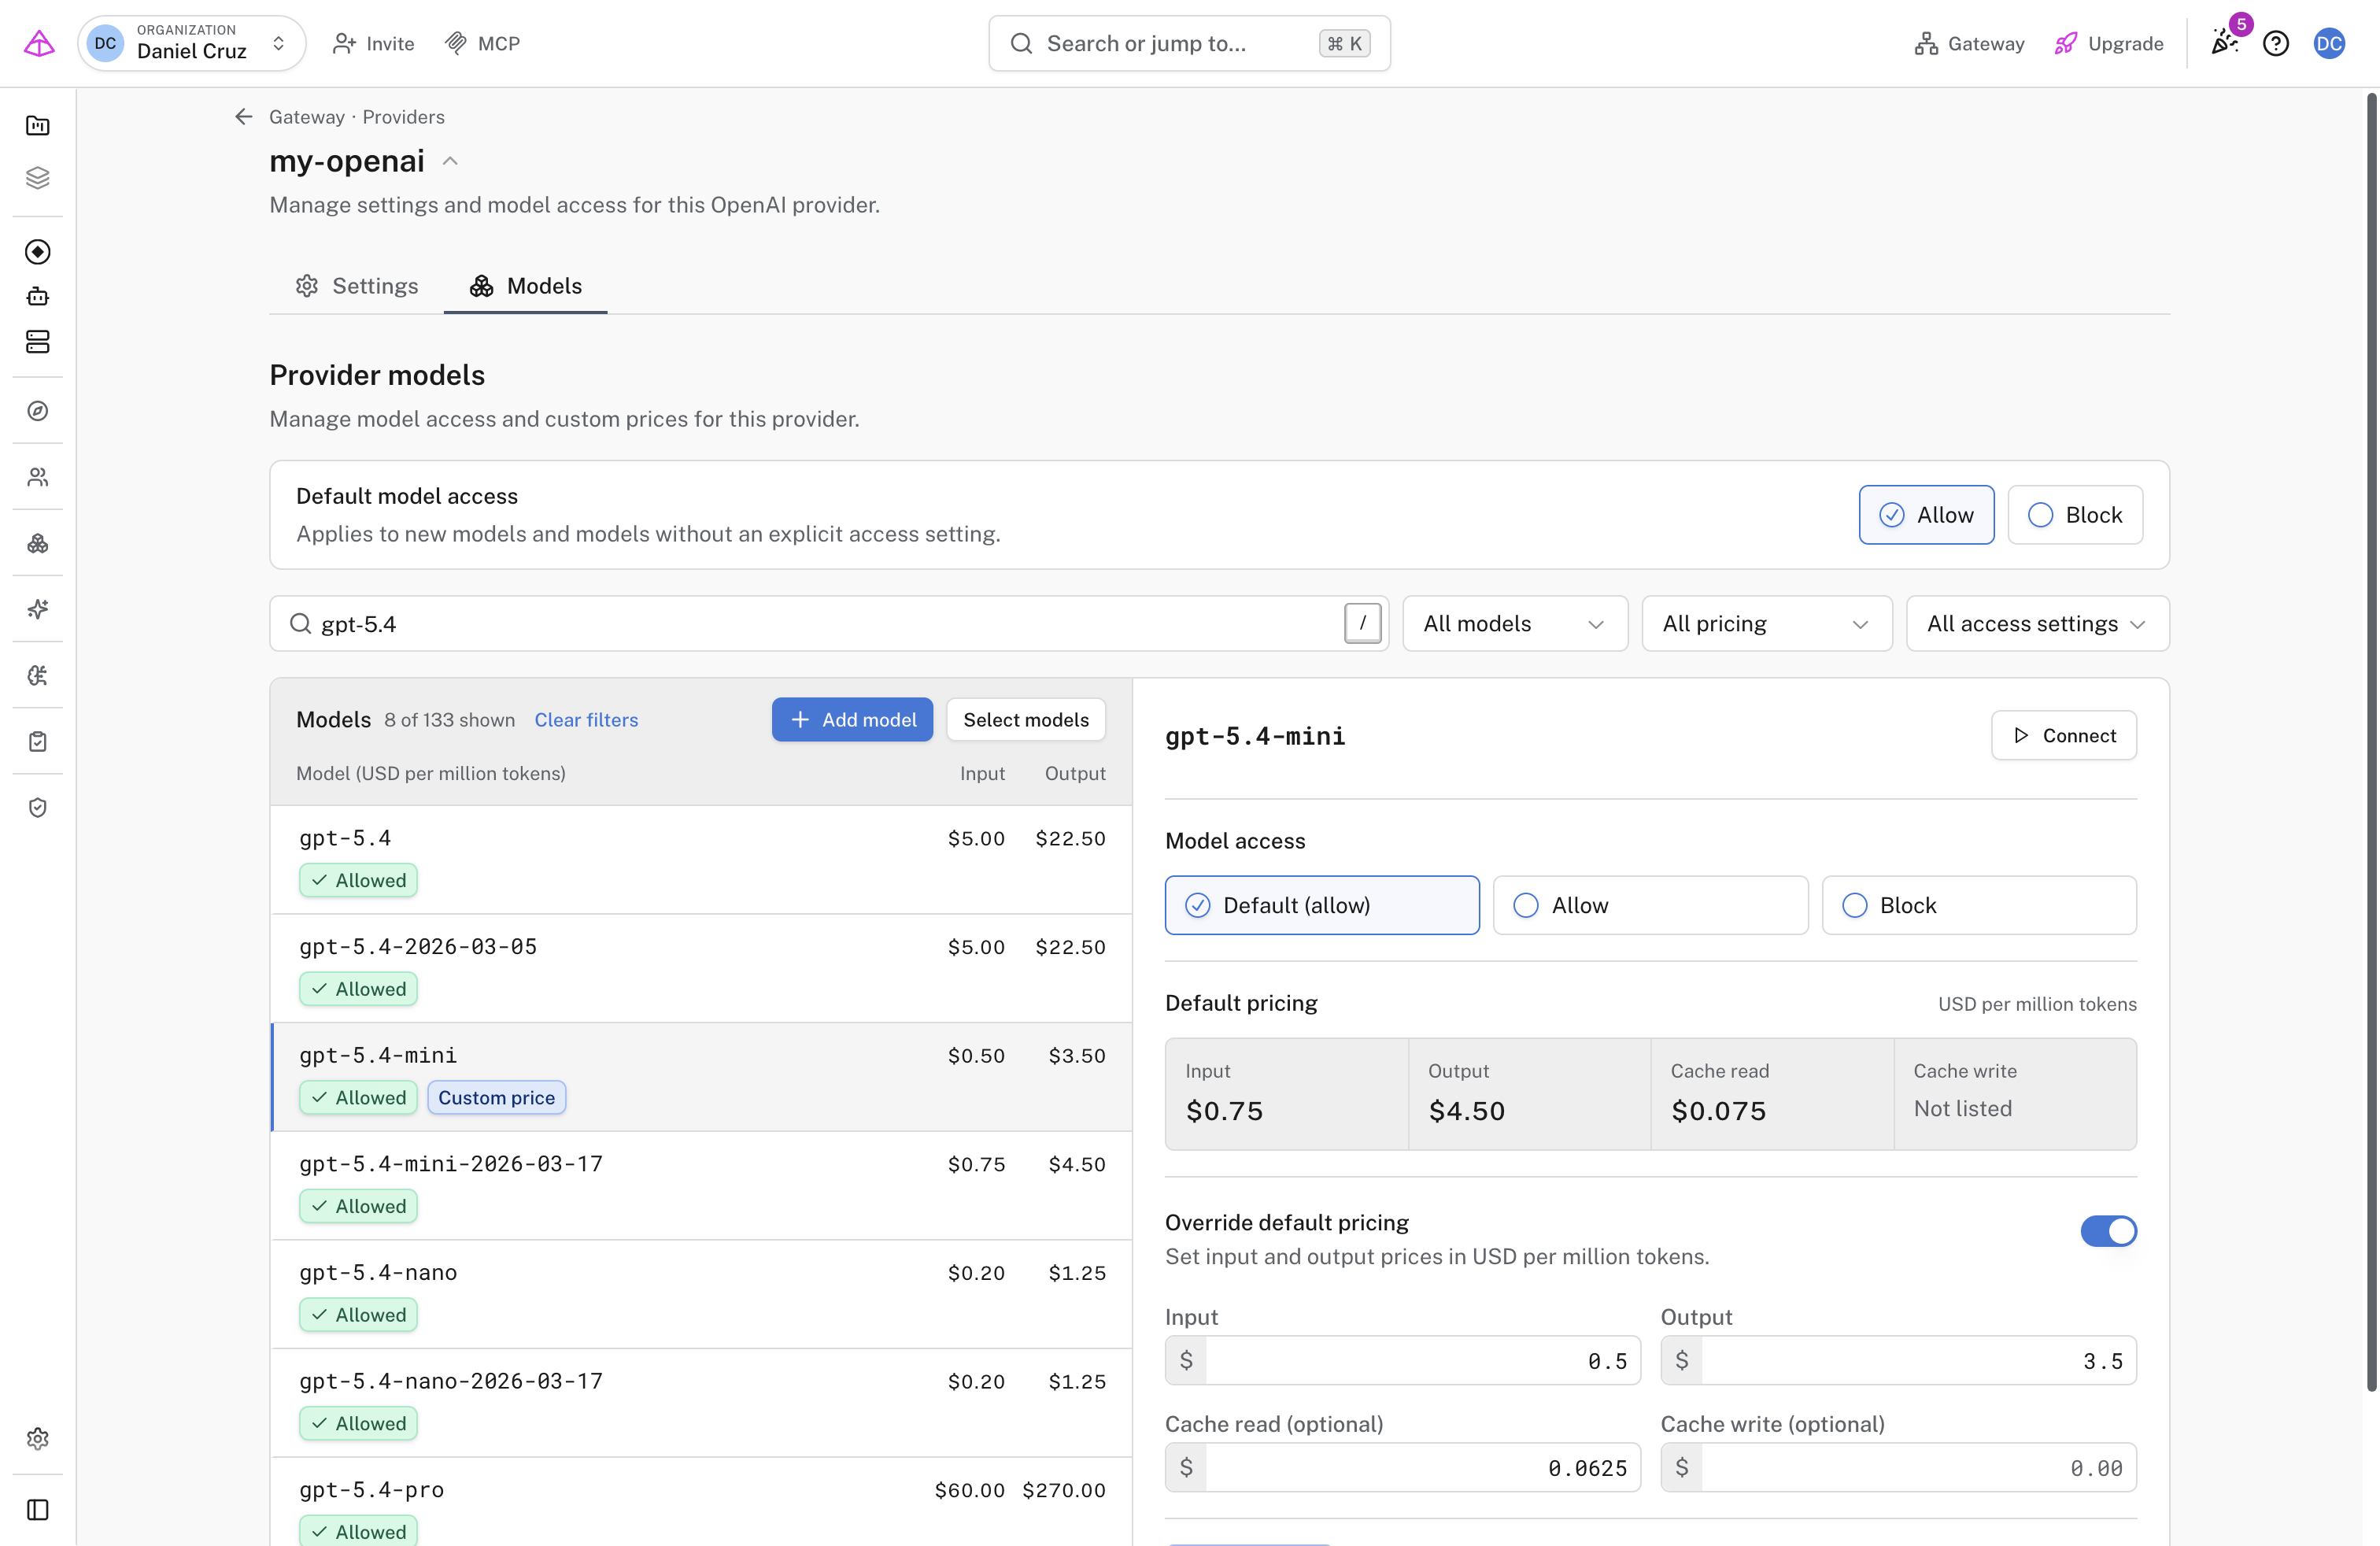 DC
ORGANIZATION
Daniel Cruz
Invite
MCP
Search or jump to...
⌘ K
Gateway
Upgrade
5
DC
Gateway · Providers
my-openai
Manage settings and model access for this OpenAI provider.
Settings
Models
Provider models
Manage model access and custom prices for this provider.
Default model access
Applies to new models and models without an explicit access setting.
Allow
Block
gpt-5.4
/
All models
All pricing
All access settings
Models 8 of 133 shown Clear filters
+ Add model
Select models
Model (USD per million tokens) Input Output
gpt-5.4 $5.00 $22.50
Allowed
gpt-5.4-2026-03-05 $5.00 $22.50
Allowed
gpt-5.4-mini $0.50 $3.50
Allowed Custom price
gpt-5.4-mini-2026-03-17 $0.75 $4.50
Allowed
gpt-5.4-nano $0.20 $1.25
Allowed
gpt-5.4-nano-2026-03-17 $0.20 $1.25
Allowed
gpt-5.4-pro $60.00 $270.00
Allowed
gpt-5.4-mini
Connect
Model access
Default (allow)
Allow
Block
Default pricing USD per million tokens
Input Output Cache read Cache write
$0.75 $4.50 $0.075 Not listed
Override default pricing
Set input and output prices in USD per million tokens.
Input Output
$ 0.5 $ 3.5
Cache read (optional) Cache write (optional)
$ 0.0625 $ 0.00